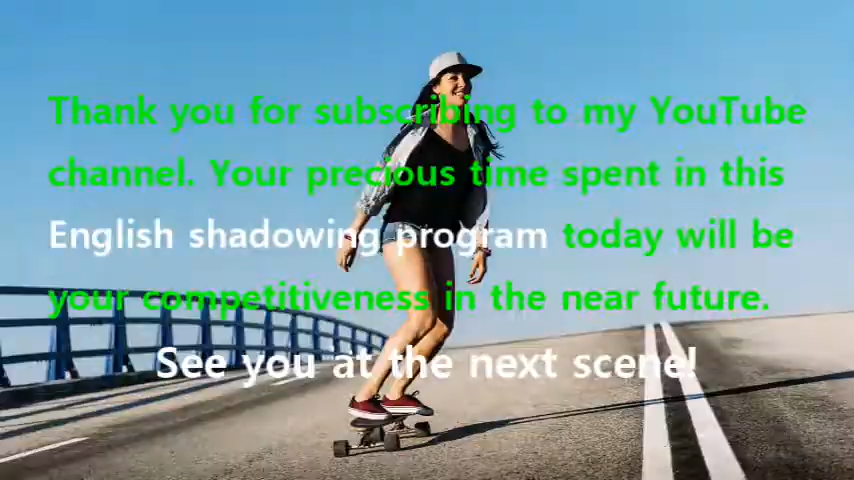 Thank you for subscribing to my YouTube
channel. Your precious time spent in this
English shadowing program today will be
your competitiveness in the near future.
See you at the next scene!